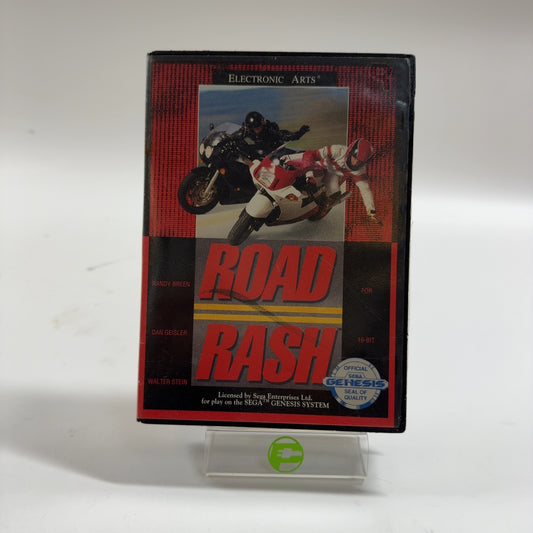 ELECTRONIC ARTS®
ROAD
RASH
RANDY BREEN
DAN GEISLER
WALTER STEIN
FOR
16-BIT
OFFICIAL
SEGA
GENESIS
SEAL OF
QUALITY
Licensed by Sega Enterprises Ltd.
for play on the SEGA™ GENESIS SYSTEM